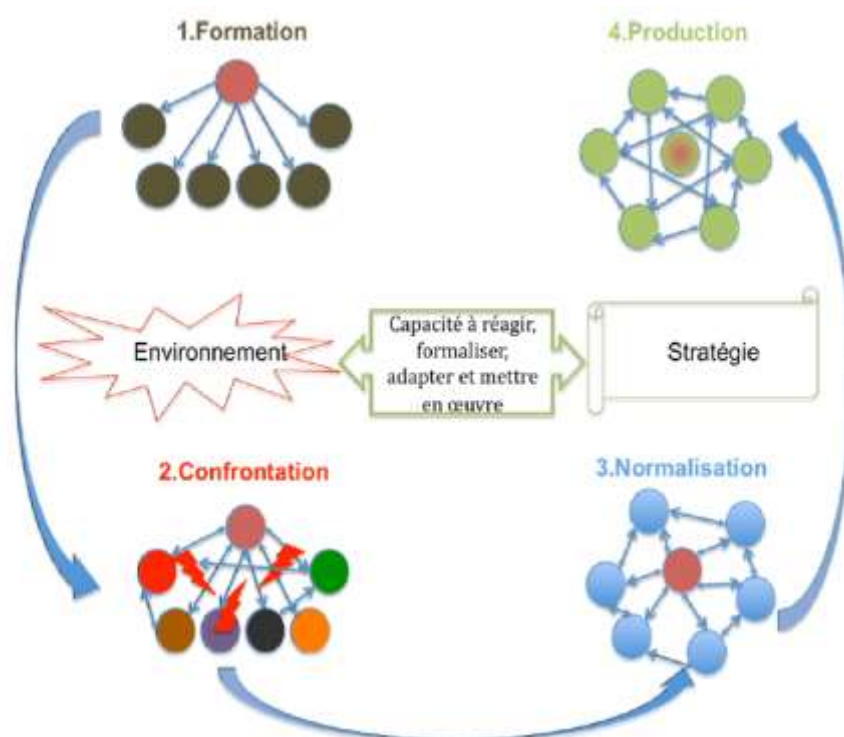 1.Formation
4.Production
Environnement
Capacité à réagir,
formaliser,
adapter et mettre
en œuvre
Stratégie
2.Confrontation
3.Normalisation